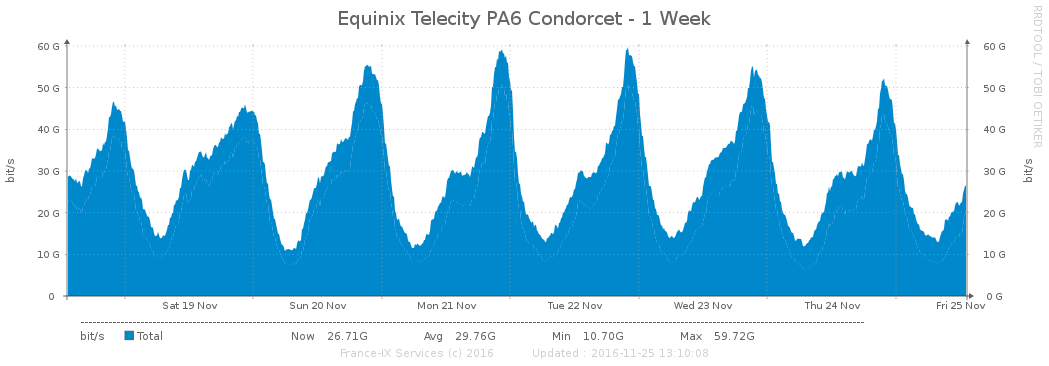 Equinix Telecity PA6 Condorcet - 1 Week
RRDTOOL / TOBI OETIKER
bit/s
60 G
50 G
40 G
30 G
20 G
10 G
0
60 G
50 G
40 G
30 G
20 G
10 G
0 G
bit/s
Sat 19 Nov Sun 20 Nov Mon 21 Nov Tue 22 Nov Wed 23 Nov Thu 24 Nov Fri 25 Nov
bit/s Total Now 26.71G Avg 29.76G Min 10.70G Max 59.72G
France-IX Services (c) 2016 Updated : 2016-11-25 13:10:08